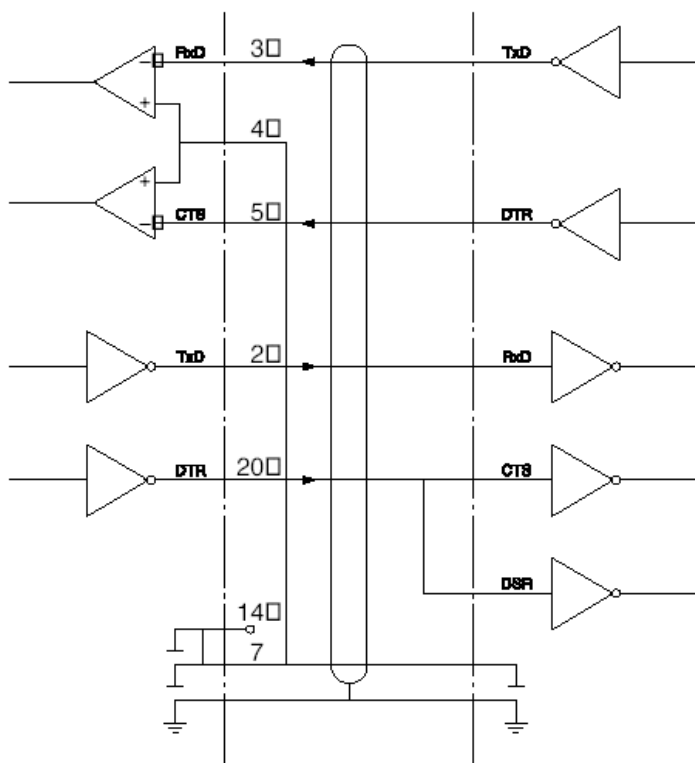 RxD 3□ TxD
− 
+ 4□
+
− CTS 5□ DTR
TxD 2□ RxD
DTR 20□ CTS
DSR
14□
7